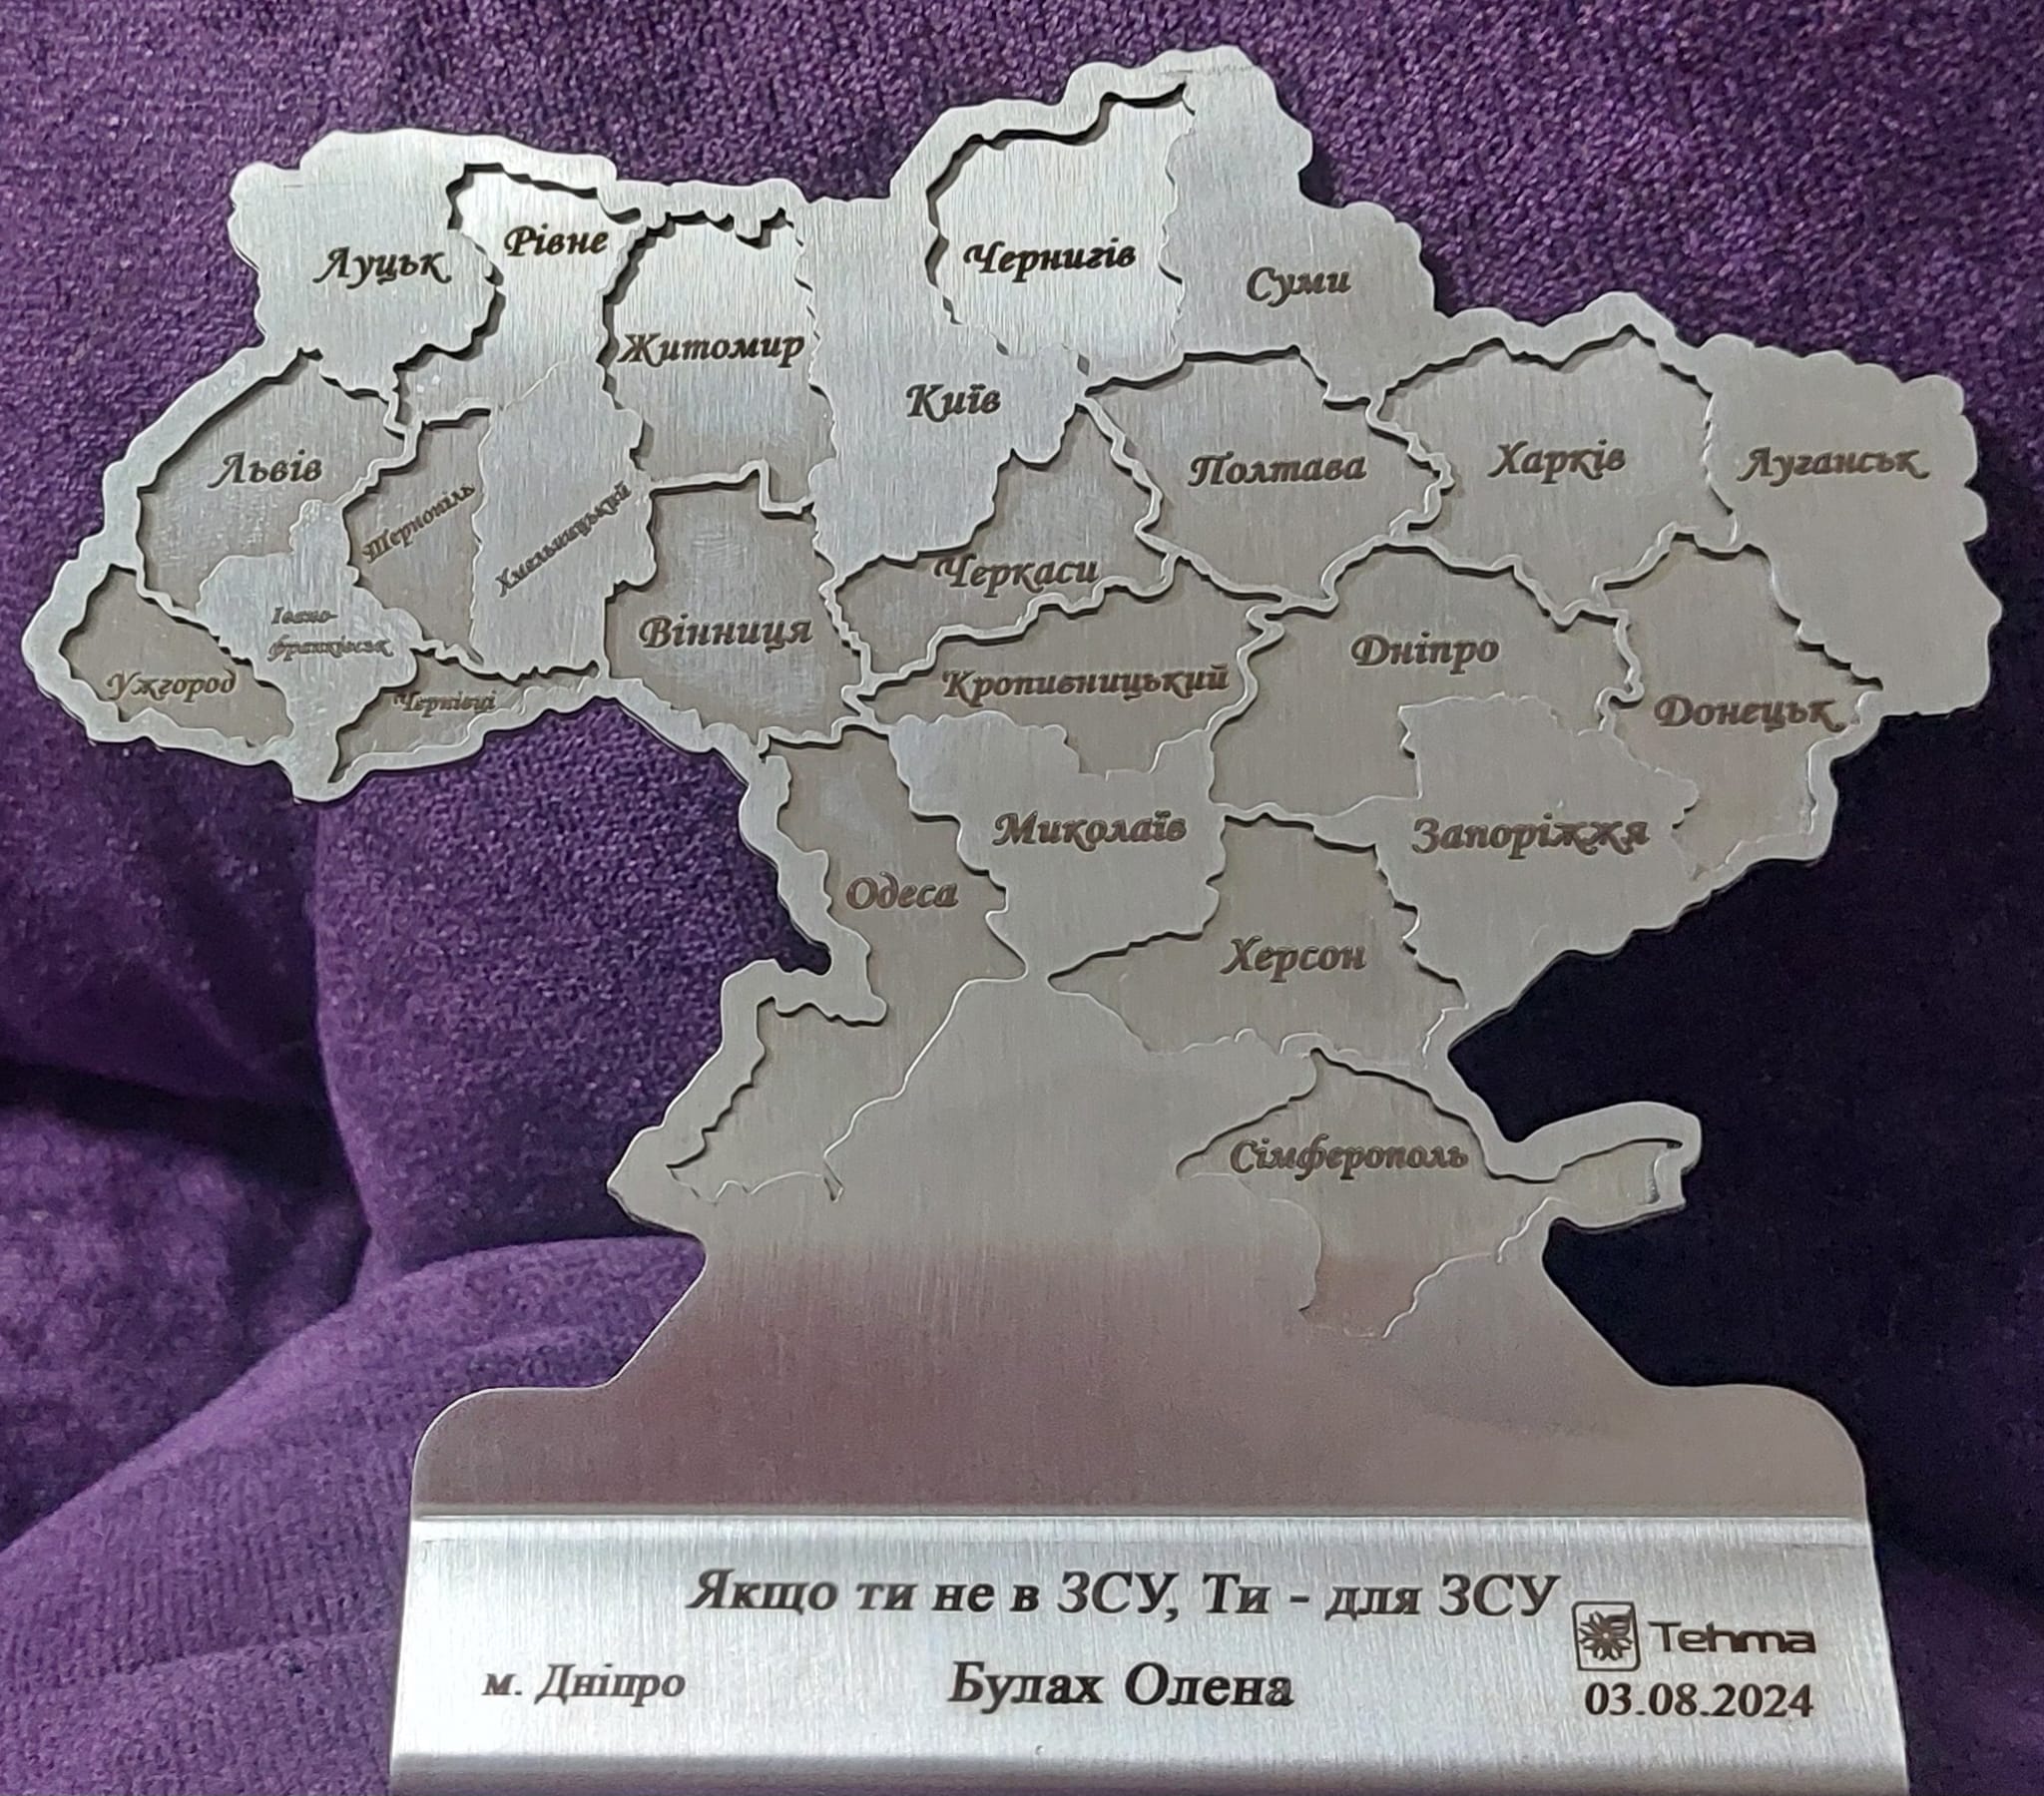 Луцьк
Рівне
Житомир
Київ
Чернигів
Суми
Львів
Тернопіль
Хмельницький
Полтава
Харків
Луганськ
Івано-
франківськ
Ужгород
Чернівці
Вінниця
Черкаси
Кропивницький
Дніпро
Донецьк
Миколаїв
Запоріжжя
Одеса
Херсон
Сімферополь
Якщо ти не в ЗСУ, Ти - для ЗСУ
Tehma
м. Дніпро
Булах Олена
03.08.2024